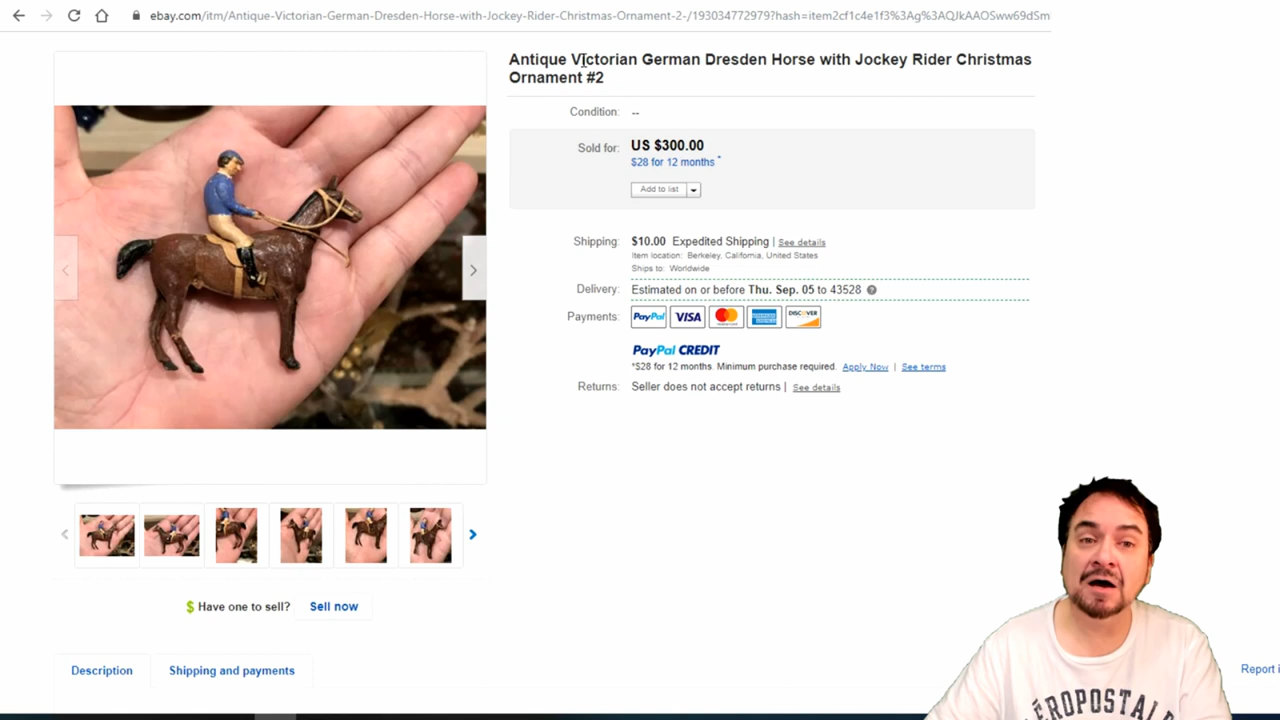 ebay.com/itm/Antique-Victorian-German-Dresden-Horse-with-Jockey-Rider-Christmas-Ornament-2-/193034772979?hash=item2cf1c4e1f3%3Ag%3AQJkAAOSww69dSm
Antique Victorian German Dresden Horse with Jockey Rider Christmas
Ornament #2
Condition: --
Sold for: US $300.00
$28 for 12 months *
Add to list
Shipping: $10.00 Expedited Shipping | See details
Item location: Berkeley, California, United States
Ships to: Worldwide
Delivery: Estimated on or before Thu. Sep. 05 to 43528
Payments: PayPal VISA MasterCard AMERICAN EXPRESS DISCOVER
PayPal CREDIT
*$28 for 12 months. Minimum purchase required. Apply Now | See terms
Returns: Seller does not accept returns | See details
$ Have one to sell? Sell now
Description Shipping and payments
Report i
AÉROPOSTAL